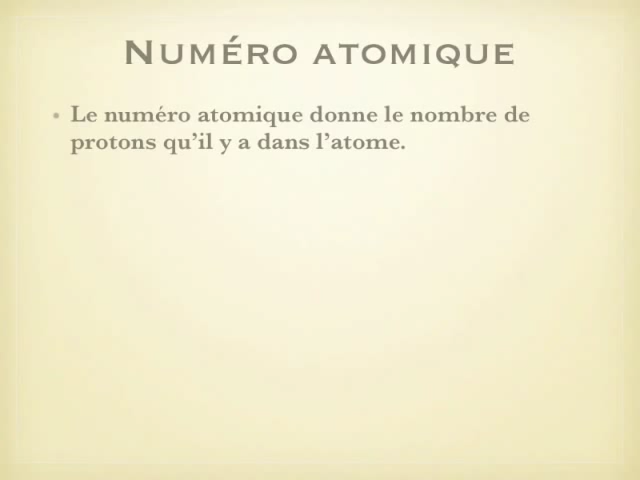 Numéro atomique
• Le numéro atomique donne le nombre de
protons qu’il y a dans l’atome.